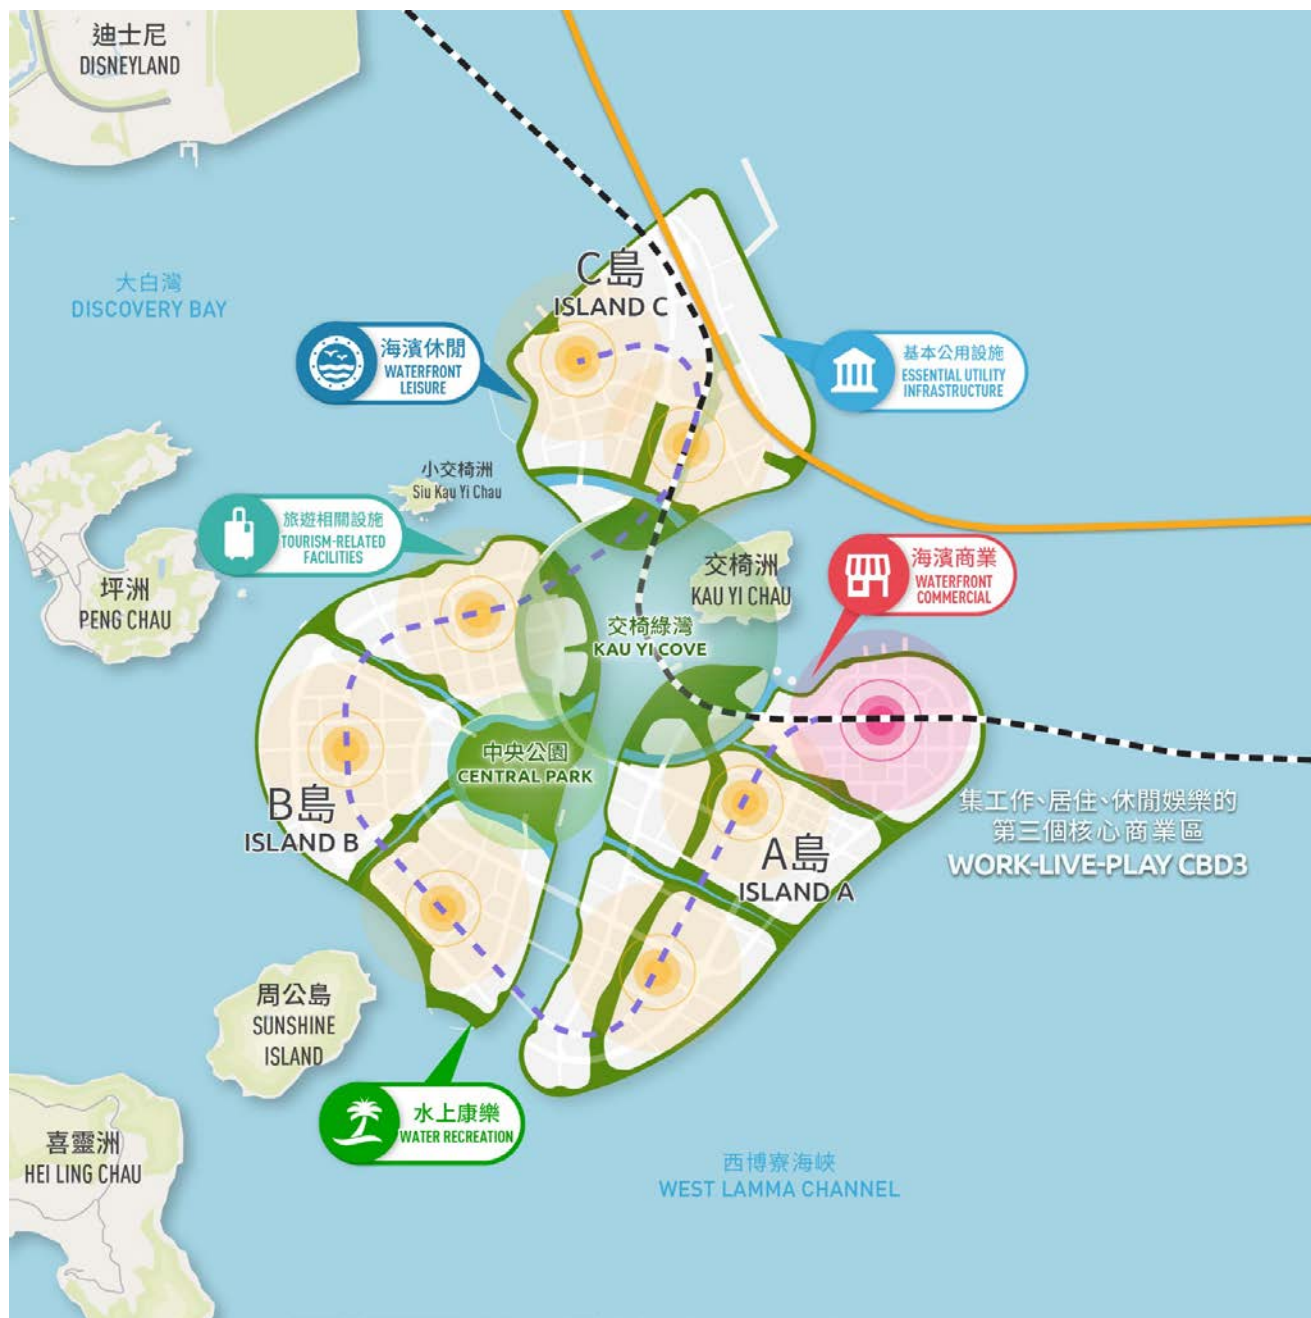 迪士尼
DISNEYLAND
C島
ISLAND C
大白灣
DISCOVERY BAY
海濱休閒
WATERFRONT
LEISURE
基本公用設施
ESSENTIAL UTILITY
INFRASTRUCTURE
小交椅洲
Siu Kau Yi Chau
旅遊相關設施
TOURISM-RELATED
FACILITIES
交椅洲
KAU YI CHAU
海濱商業
WATERFRONT
COMMERCIAL
坪洲
PENG CHAU
交椅綠灣
KAU YI COVE
中央公園
CENTRAL PARK
B島
ISLAND B
A島
ISLAND A
集工作、居住、休閒娛樂的
第三個核心商業區
WORK-LIVE-PLAY CBD3
周公島
SUNSHINE
ISLAND
水上康樂
WATER RECREATION
喜靈洲
HEI LING CHAU
西博寮海峽
WEST LAMMA CHANNEL